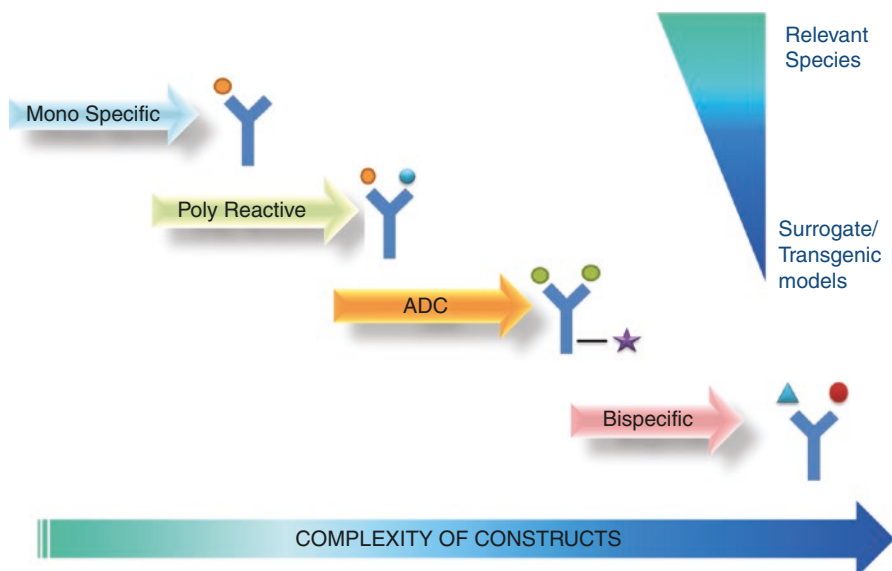 Relevant
Species
Mono Specific
Poly Reactive
Surrogate/
Transgenic
models
ADC
Bispecific
COMPLEXITY OF CONSTRUCTS